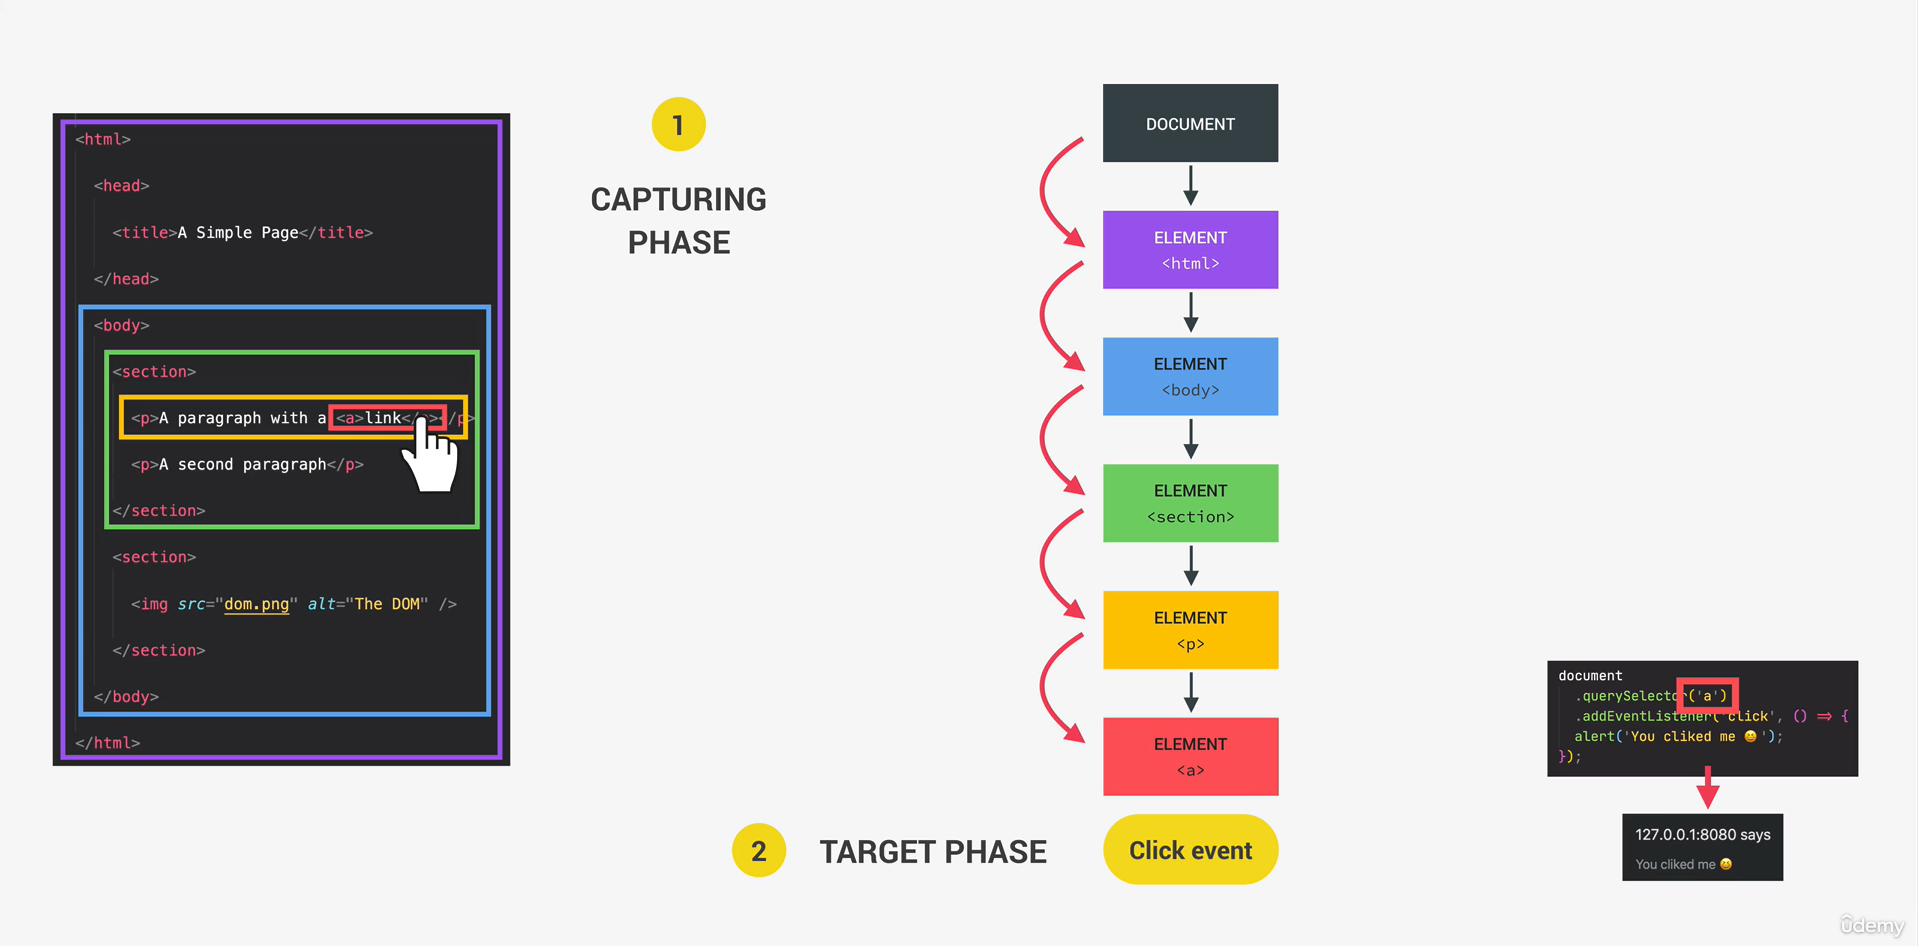 <html>
<head>
<title>A Simple Page</title>
</head>
<body>
<section>
<p>A paragraph with a <a>link</a></p>
<p>A second paragraph</p>
</section>
<section>
<img src="dom.png" alt="The DOM" />
</section>
</body>
</html>
1
CAPTURING
PHASE
DOCUMENT
ELEMENT
<html>
ELEMENT
<body>
ELEMENT
<section>
ELEMENT
<p>
ELEMENT
<a>
2
TARGET PHASE
Click event
document
.querySelector('a')
.addEventListener('click', () => {
alert('You cliked me 😆');
});
127.0.0.1:8080 says
You cliked me 😆
ûdemy